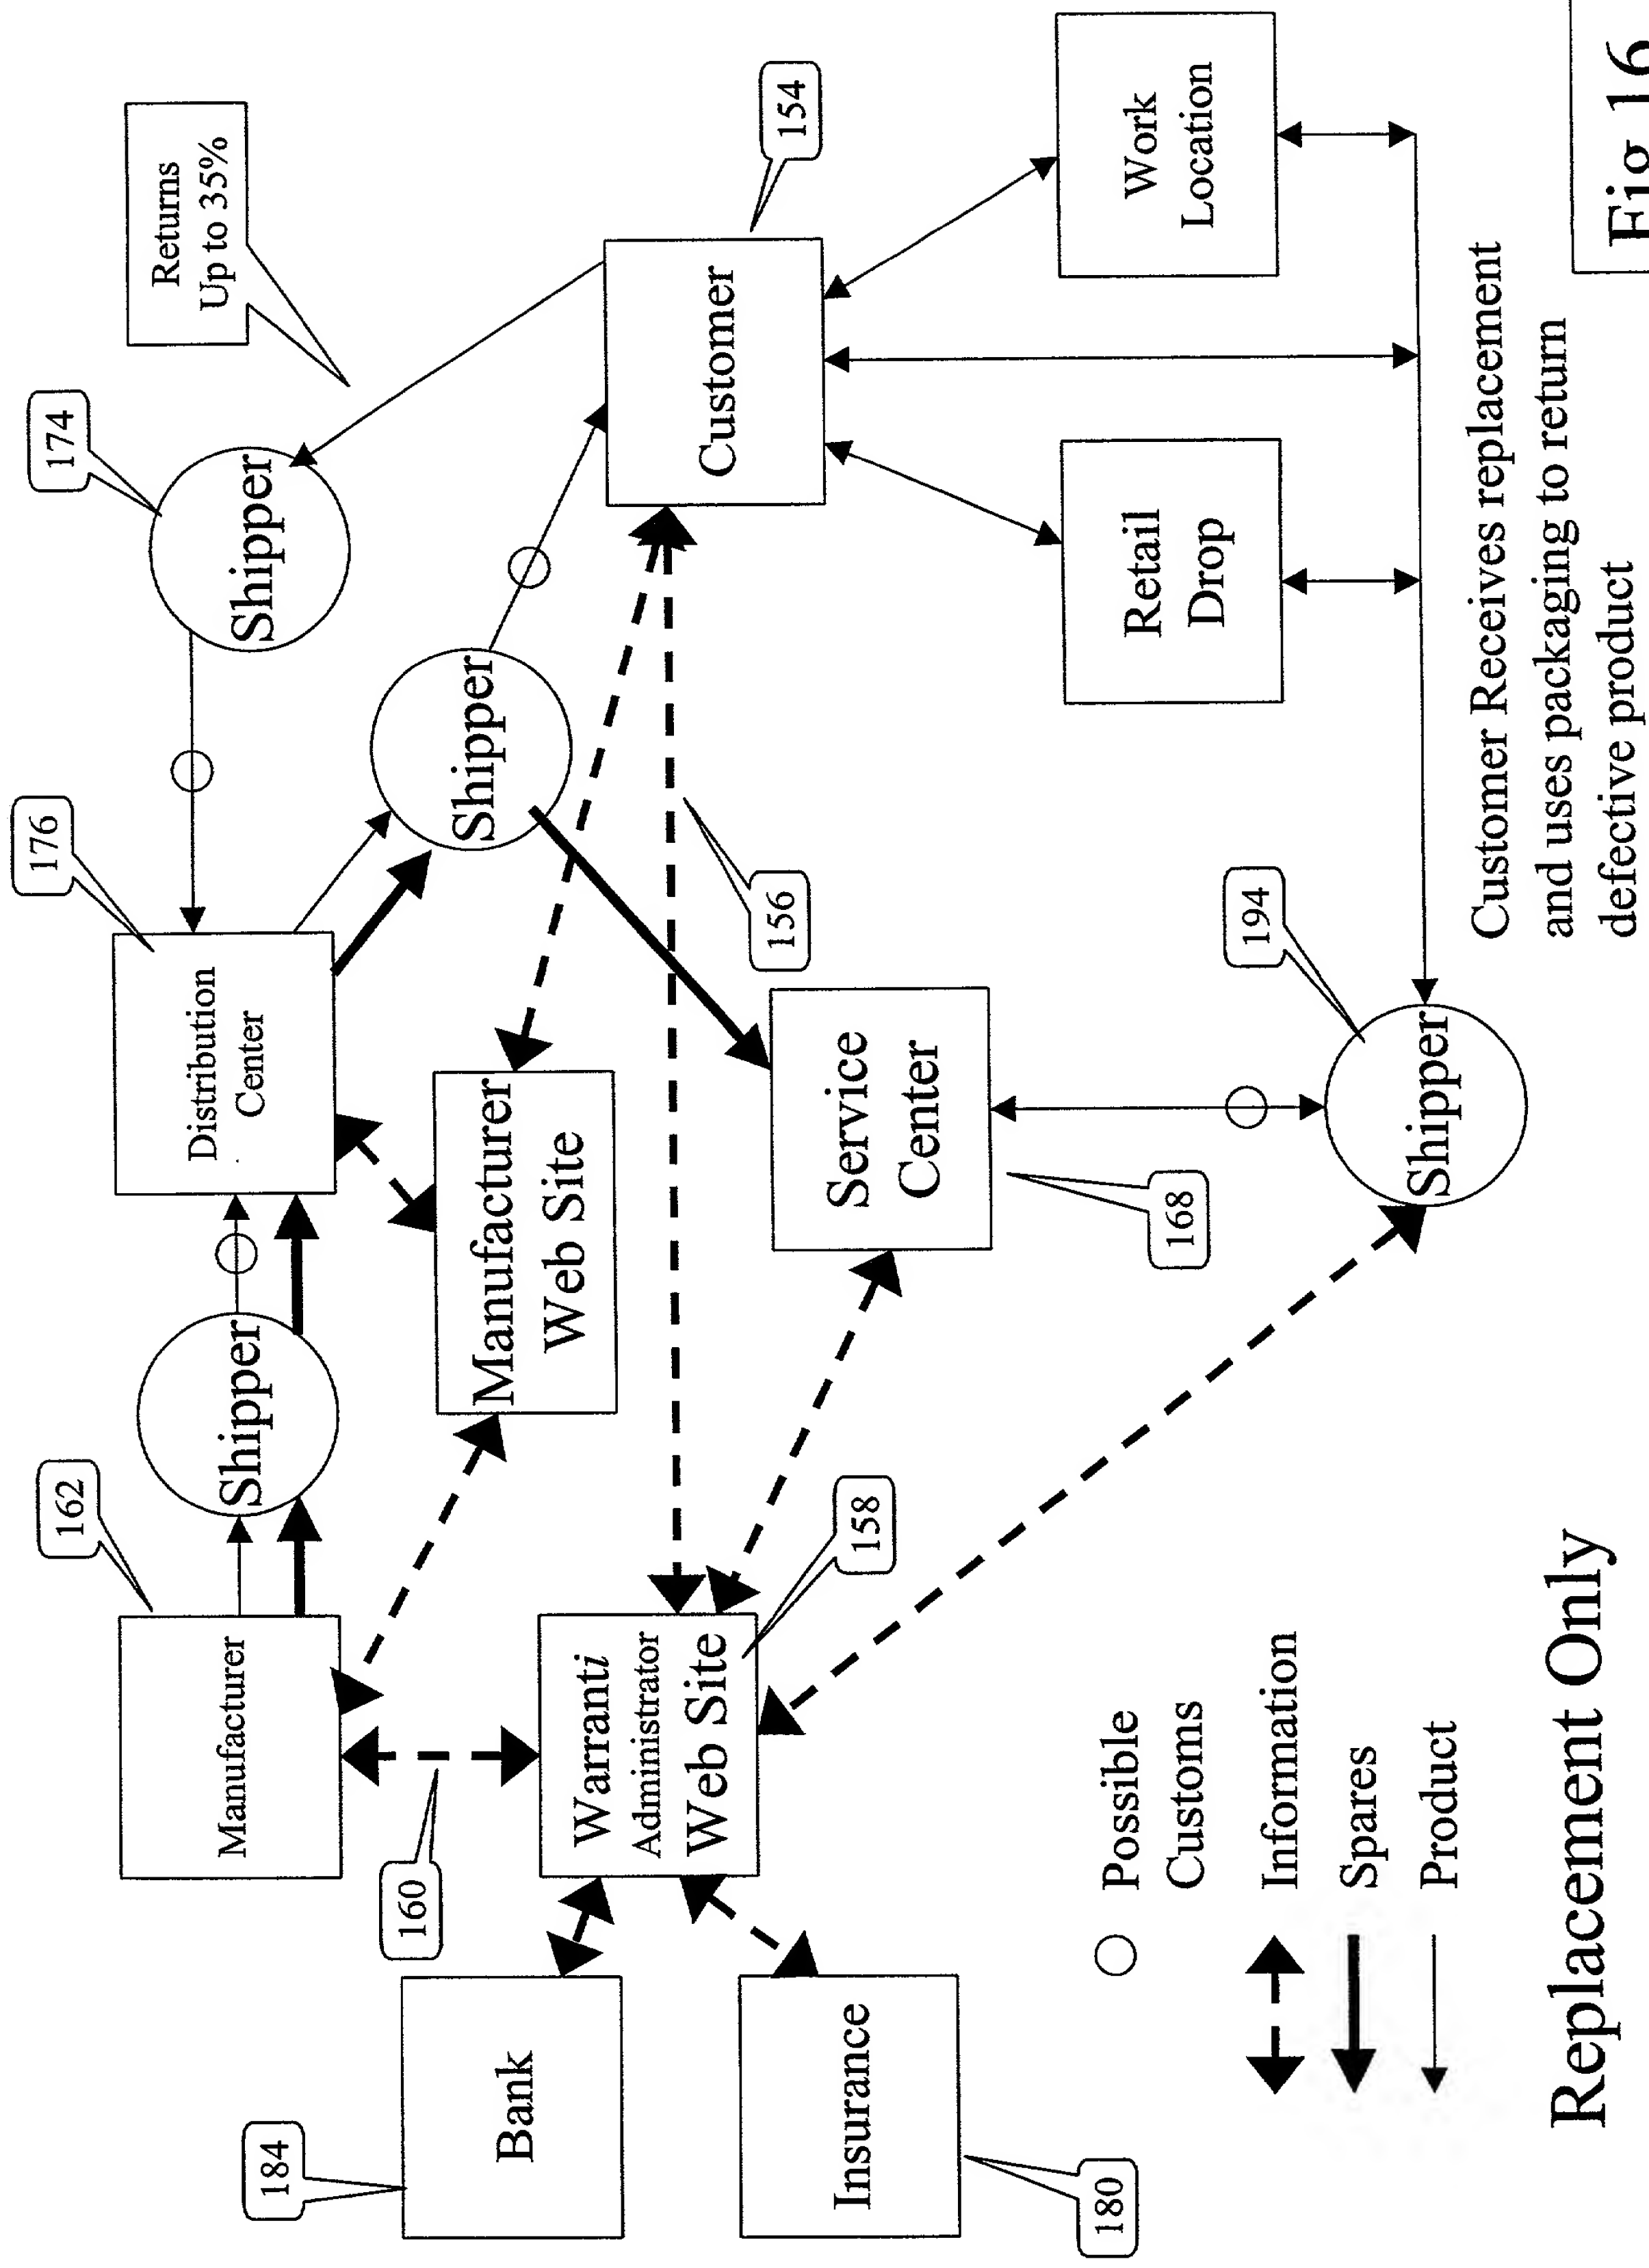 Returns
Up to 35%
174
176
162
Manufacturer
Shipper
Distribution
Center
Shipper
Shipper
154
Customer
Manufacturer
Web Site
160
184
Bank
Warranti
Administrator
Web Site
158
156
Service
Center
168
Insurance
180
Retail
Drop
Work
Location
194
Shipper
Possible
Customs
Information
Spares
Product
Customer Receives replacement
and uses packaging to return
defective product
Replacement Only
Fig 16